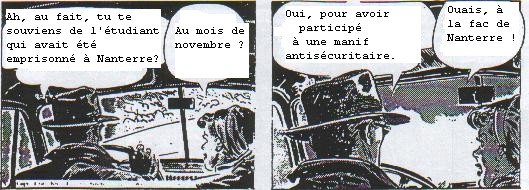 Ah, au fait, tu te
souviens de l'étudiant
qui avait été
emprisonné à Nanterre?
Au mois de
novembre ?
Oui, pour avoir
participé
à une manif
antisécuritaire.
Ouais, à
la fac de
Nanterre !